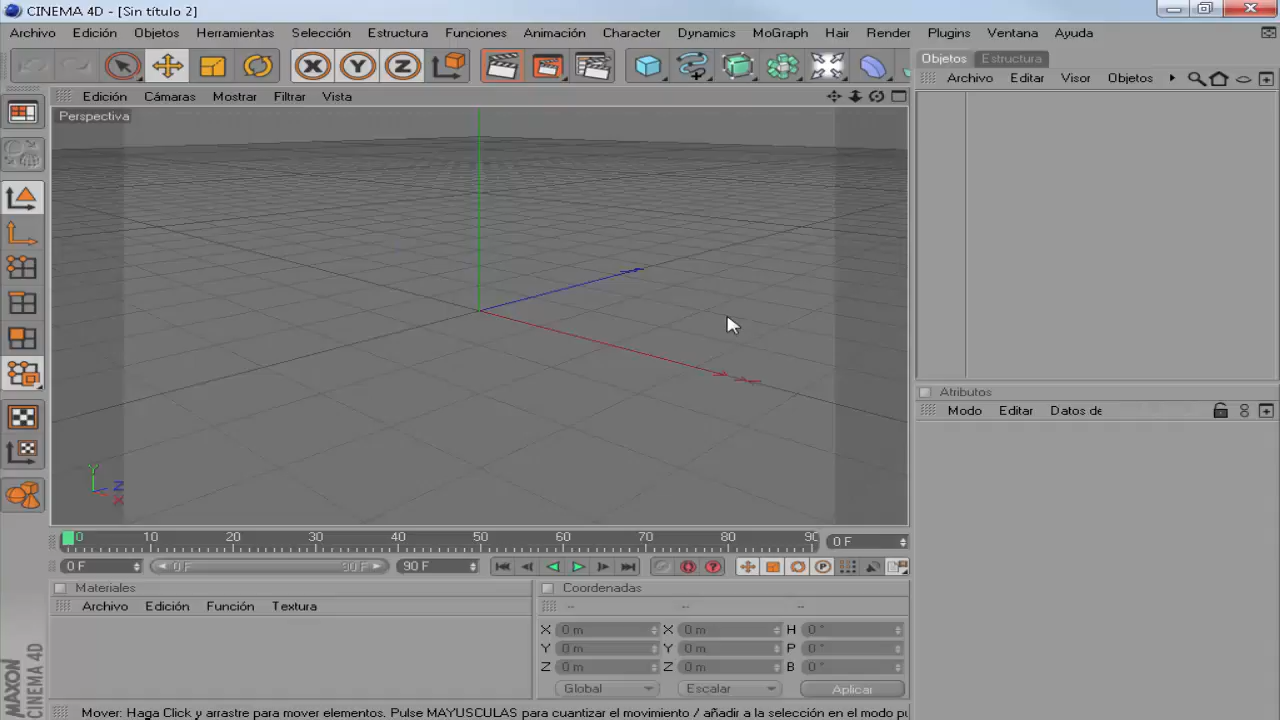 CINEMA 4D - [Sin título 2]
Archivo Edición Objetos Herramientas Selección Estructura Funciones Animación Character Dynamics MoGraph Hair Render Plugins Ventana Ayuda
X Y Z
Objetos Estructura
Archivo Editar Visor Objetos
Edición Cámaras Mostrar Filtrar Vista
Perspectiva
Y
Z
X
Atributos
Modo Editar Datos de
0 10 20 30 40 50 60 70 80 90
0 F
0 F 0 F 90 F 90 F
Materiales
Archivo Edición Función Textura
Coordenadas
-- -- --
X 0 m X 0 m H 0 °
Y 0 m Y 0 m P 0 °
Z 0 m Z 0 m B 0 °
Global Escalar Aplicar
MAXON
CINEMA 4D
Mover: Haga Click y arrastre para mover elementos. Pulse MAYUSCULAS para cuantizar el movimiento / añadir a la selección en el modo pu